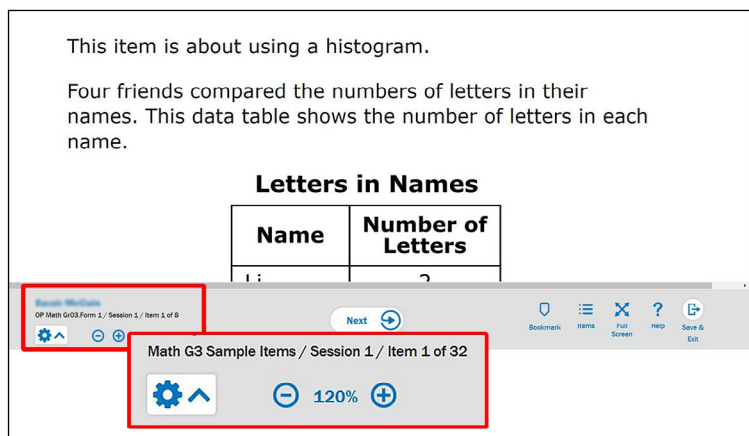 This item is about using a histogram.
Four friends compared the numbers of letters in their
names. This data table shows the number of letters in each
name.
Letters in Names
Name
Number of
Letters
OP Math Gr03.Form 1 / Session 1 / Item 1 of 8
Next
Bookmark
Items
Full
Screen
Help
Save &
Exit
Math G3 Sample Items / Session 1 / Item 1 of 32
120%